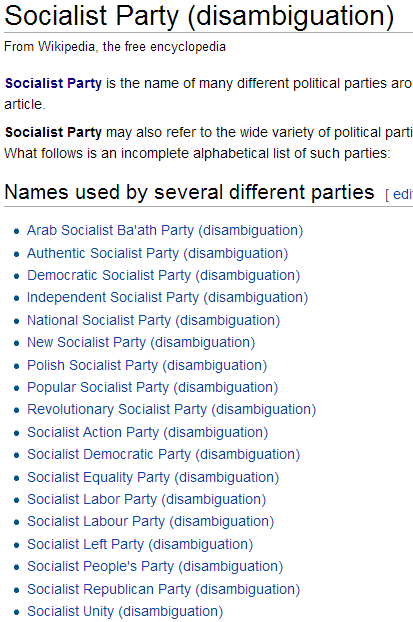 Socialist Party (disambiguation)
From Wikipedia, the free encyclopedia
Socialist Party is the name of many different political parties aro
article.
Socialist Party may also refer to the wide variety of political parti
What follows is an incomplete alphabetical list of such parties:
Names used by several different parties [ edi
• Arab Socialist Ba'ath Party (disambiguation)
• Authentic Socialist Party (disambiguation)
• Democratic Socialist Party (disambiguation)
• Independent Socialist Party (disambiguation)
• National Socialist Party (disambiguation)
• New Socialist Party (disambiguation)
• Polish Socialist Party (disambiguation)
• Popular Socialist Party (disambiguation)
• Revolutionary Socialist Party (disambiguation)
• Socialist Action Party (disambiguation)
• Socialist Democratic Party (disambiguation)
• Socialist Equality Party (disambiguation)
• Socialist Labor Party (disambiguation)
• Socialist Labour Party (disambiguation)
• Socialist Left Party (disambiguation)
• Socialist People's Party (disambiguation)
• Socialist Republican Party (disambiguation)
• Socialist Unity (disambiguation)